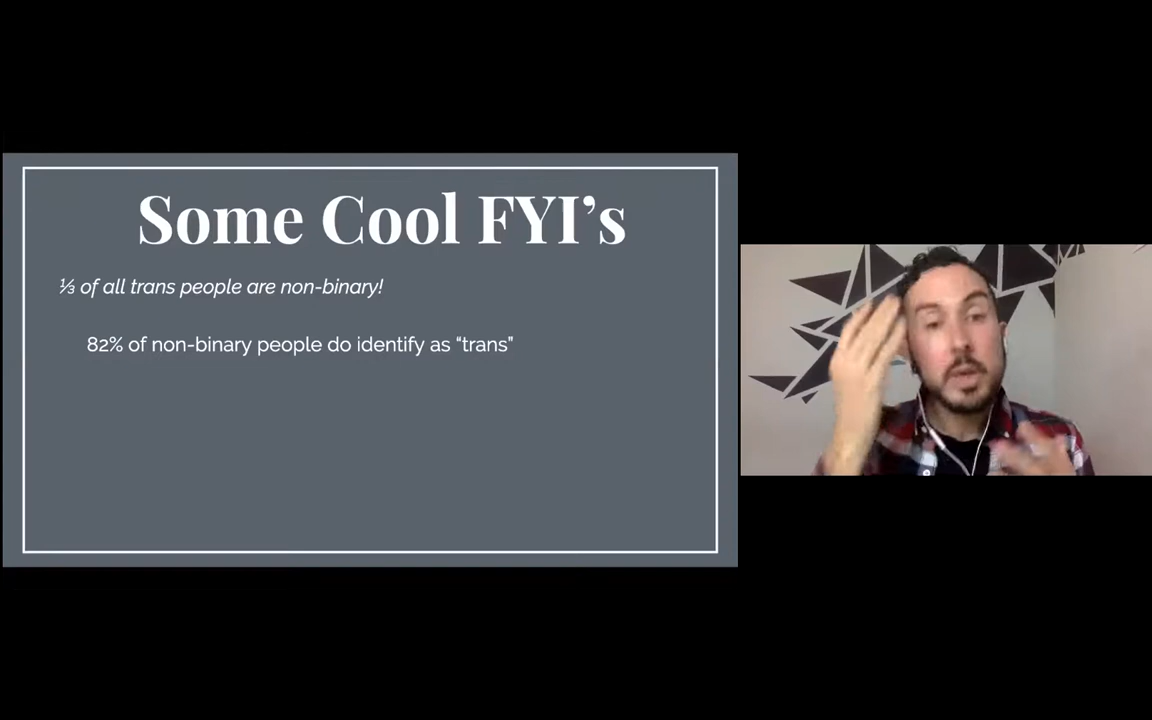 Some Cool FYI’s
⅓ of all trans people are non-binary!
82% of non-binary people do identify as “trans”